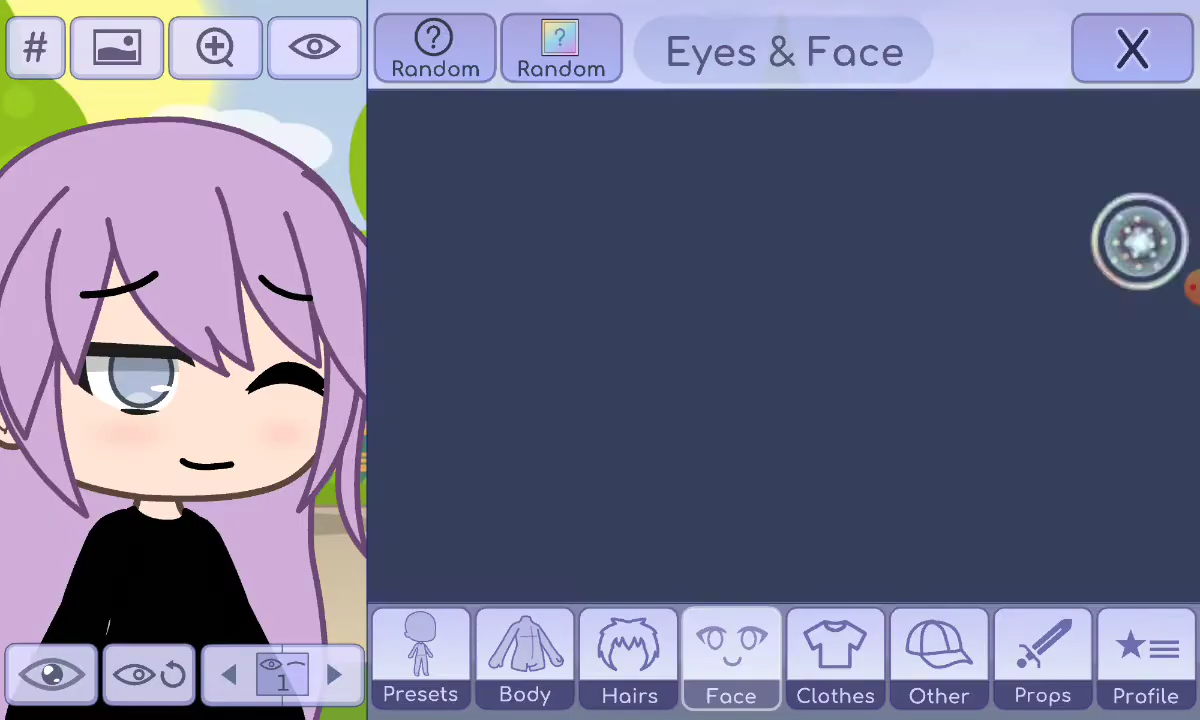 #
?
Random
?
Random
Eyes & Face
X
1
Presets
Body
Hairs
Face
Clothes
Other
Props
Profile